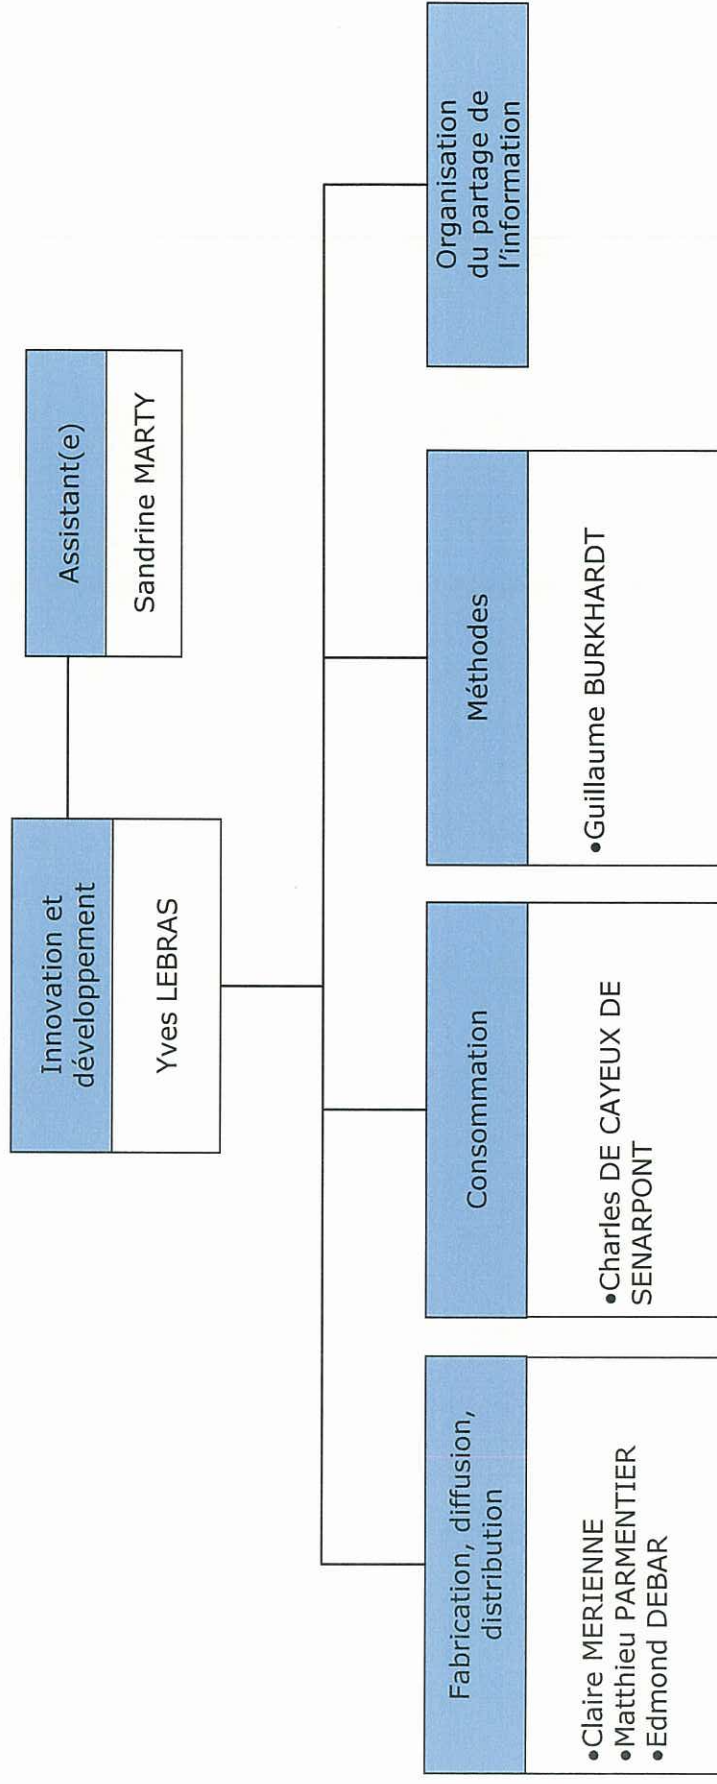 Innovation et
développement
Yves LEBRAS
Assistant(e)
Sandrine MARTY
Fabrication, diffusion,
distribution
•Claire MERIENNE
•Matthieu PARMENTIER
•Edmond DEBAR
Consommation
•Charles DE CAYEUX DE
SENARPONT
Méthodes
•Guillaume BURKHARDT
Organisation
du partage de
l'information